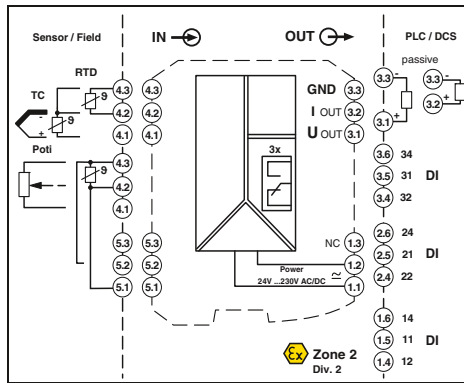 Sensor / Field
IN
OUT
PLC / DCS
passive
RTD
TC
-
+
ϑ
ϑ
4.3
4.2
4.1
4.3
4.2
4.1
GND 3.3
I OUT 3.2
U OUT 3.1
3.3 -
3.1 +
3.3 -
3.2 +
Poti
ϑ
4.3
4.2
4.1
3x
3.6 34
3.5 31 DI
3.4 32
5.3
5.2
5.1
5.3
5.2
5.1
NC 1.3
Power 1.2
24V ...230V AC/DC ≃ 1.1
2.6 24
2.5 21 DI
2.4 22
1.6 14
1.5 11 DI
1.4 12
Ex Zone 2
Div. 2